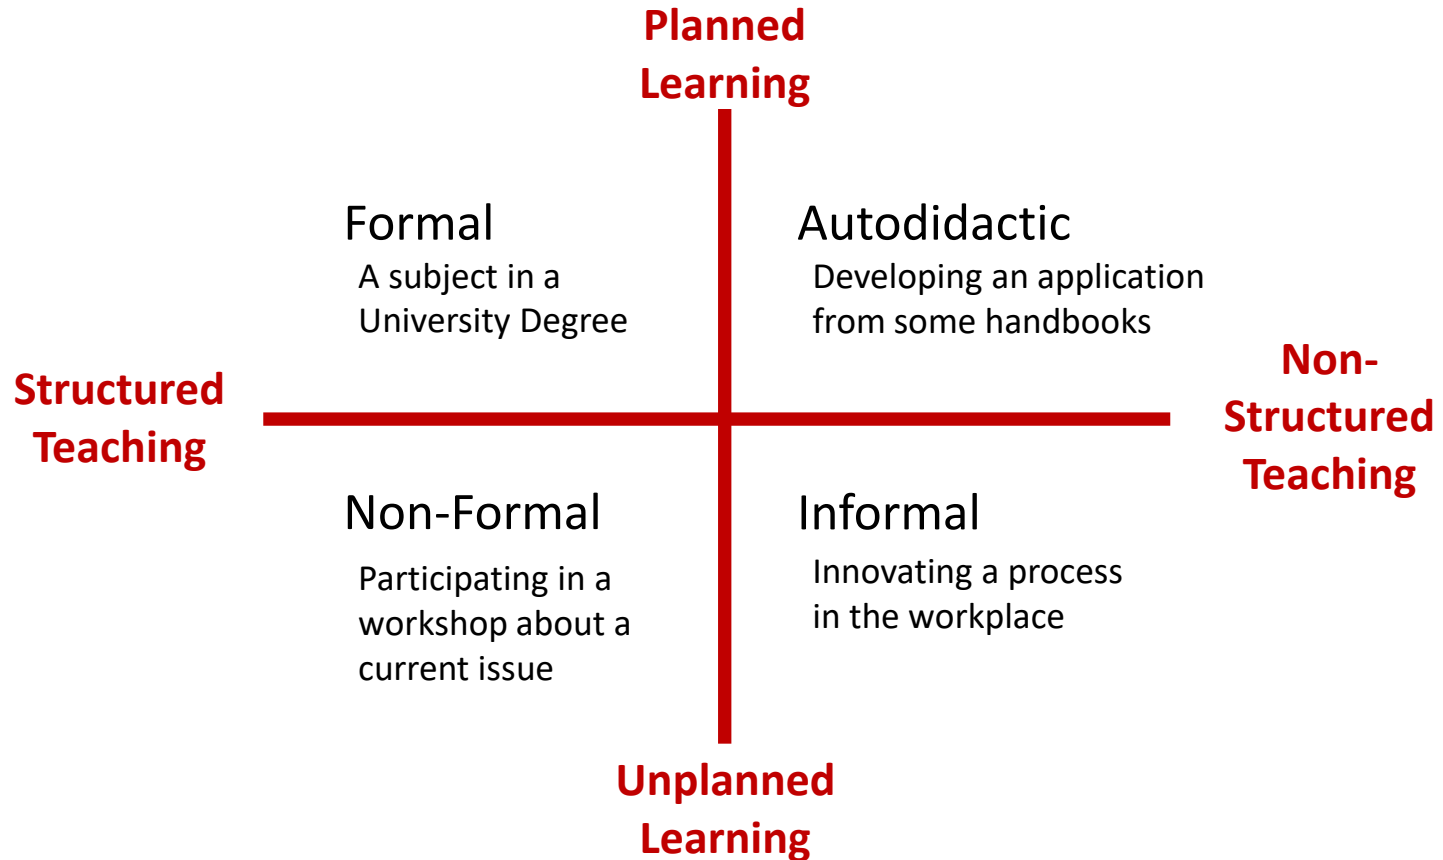 Planned
Learning
Formal
A subject in a
University Degree
Autodidactic
Developing an application
from some handbooks
Structured
Teaching
Non-
Structured
Teaching
Non-Formal
Participating in a
workshop about a
current issue
Informal
Innovating a process
in the workplace
Unplanned
Learning